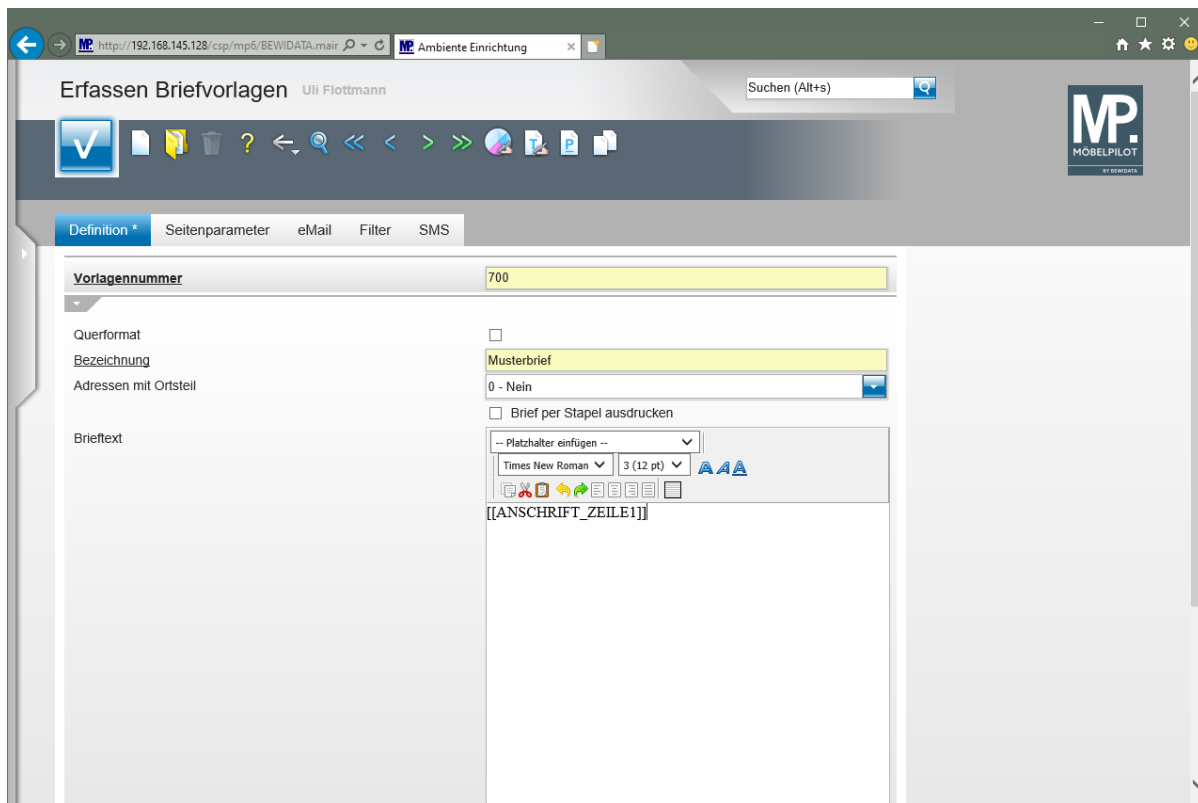 http://192.168.145.128/csp/mp6/BEWIDATA.mair
MP. Ambiente Einrichtung
Erfassen Briefvorlagen Uli Flottmann
Suchen (Alt+s)
MP.
MÖBELPILOT
BY BEWIDATA
Definition * Seitenparameter eMail Filter SMS
Vorlagennummer 700
Querformat
Bezeichnung Musterbrief
Adressen mit Ortsteil 0 - Nein
Brief per Stapel ausdrucken
Brieftext
-- Platzhalter einfügen --
Times New Roman 3 (12 pt) A A A
[[ANSCHRIFT_ZEILE1]]